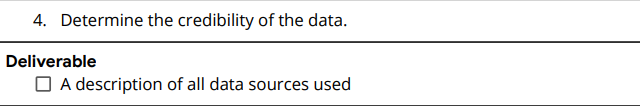 4. Determine the credibility of the data.
Deliverable
☐ A description of all data sources used